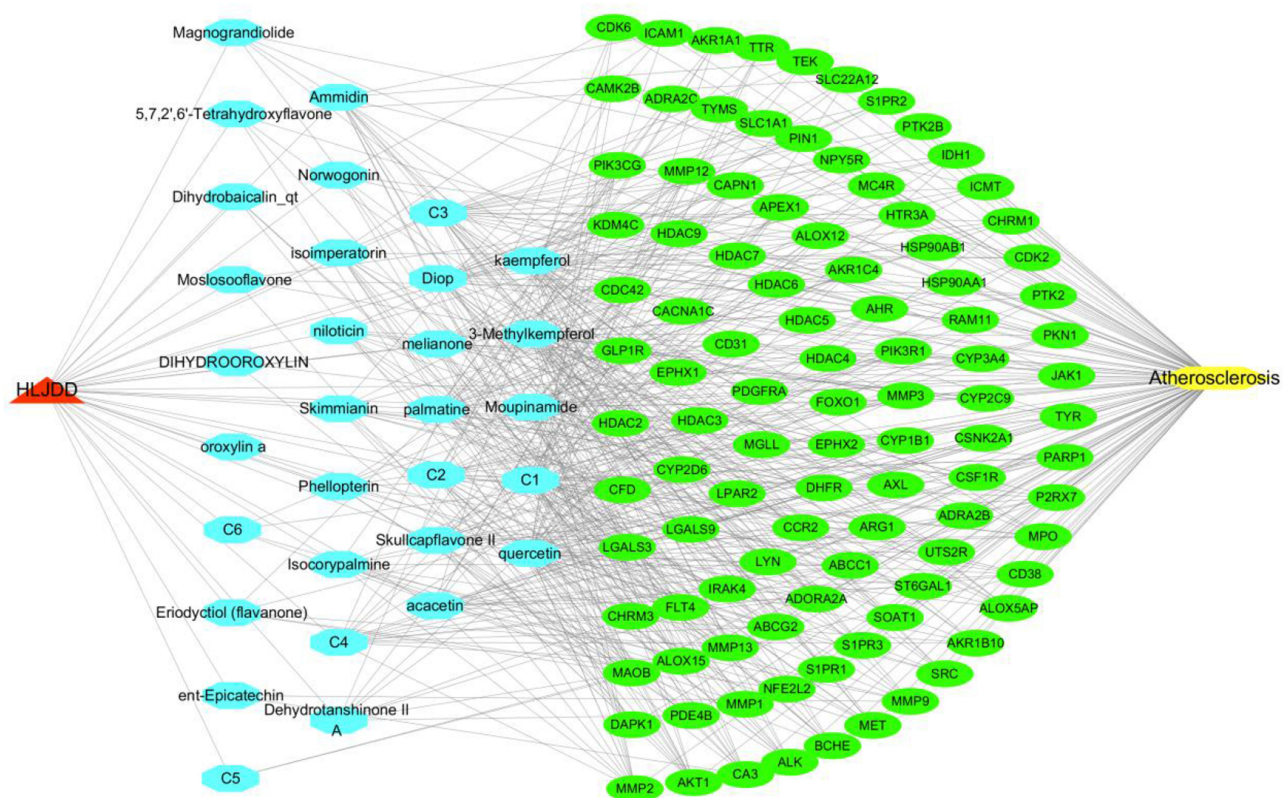 HLJDD
Magnograndiolide
5,7,2',6'-Tetrahydroxyflavone
Dihydrobaicalin_qt
Moslosooflavone
DIHYDROOROXYLIN
oroxylin a
C6
Eriodyctiol (flavanone)
ent-Epicatechin
C5
Ammidin
Norwogonin
isoimperatorin
niloticin
Skimmianin
Phellopterin
Isocorypalmine
C4
Dehydrotanshinone II
A
C3
Diop
melianone
palmatine
C2
Skullcapflavone II
acacetin
kaempferol
3-Methylkempferol
Moupinamide
C1
quercetin
CDK6
ICAM1
AKR1A1
TTR
TEK
SLC22A12
S1PR2
PTK2B
IDH1
ICMT
CHRM1
CDK2
PTK2
PKN1
JAK1
TYR
PARP1
P2RX7
MPO
CD38
ALOX5AP
AKR1B10
SRC
MMP9
MET
BCHE
ALK
CA3
AKT1
MMP2
CAMK2B
ADRA2C
TYMS
SLC1A1
PIN1
NPY5R
MC4R
HTR3A
HSP90AB1
HSP90AA1
RAM11
CYP3A4
CYP2C9
CSNK2A1
CSF1R
ADRA2B
UTS2R
ST6GAL1
SOAT1
S1PR3
S1PR1
NFE2L2
MMP1
PDE4B
DAPK1
PIK3CG
MMP12
CAPN1
APEX1
ALOX12
AKR1C4
AHR
PIK3R1
MMP3
CYP1B1
AXL
ARG1
ABCC1
ADORA2A
ABCG2
MMP13
ALOX15
MAOB
KDM4C
HDAC9
HDAC7
HDAC6
HDAC5
HDAC4
FOXO1
EPHX2
DHFR
CCR2
LYN
IRAK4
FLT4
CHRM3
CDC42
CACNA1C
CD31
PDGFRA
MGLL
LPAR2
LGALS9
LGALS3
GLP1R
EPHX1
HDAC3
CYP2D6
CFD
HDAC2
Atherosclerosis